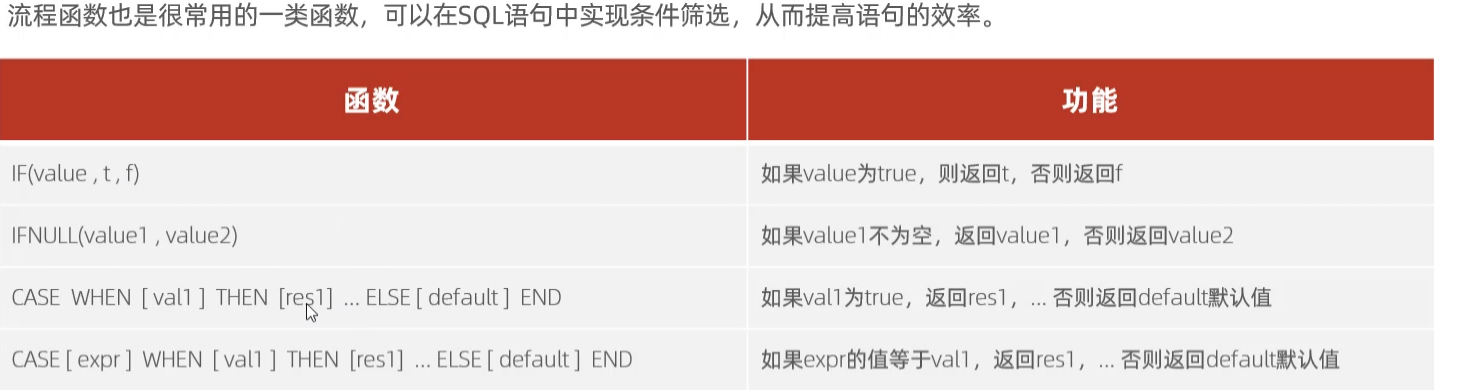 流程函数也是很常用的一类函数，可以在SQL语句中实现条件筛选，从而提高语句的效率。
函数 功能
IF(value , t , f) 如果value为true，则返回t，否则返回f
IFNULL(value1 , value2) 如果value1不为空，返回value1，否则返回value2
CASE WHEN [ val1 ] THEN [res1] ... ELSE [ default ] END 如果val1为true，返回res1，... 否则返回default默认值
CASE [ expr ] WHEN [ val1 ] THEN [res1] ... ELSE [ default ] END 如果expr的值等于val1，返回res1，... 否则返回default默认值